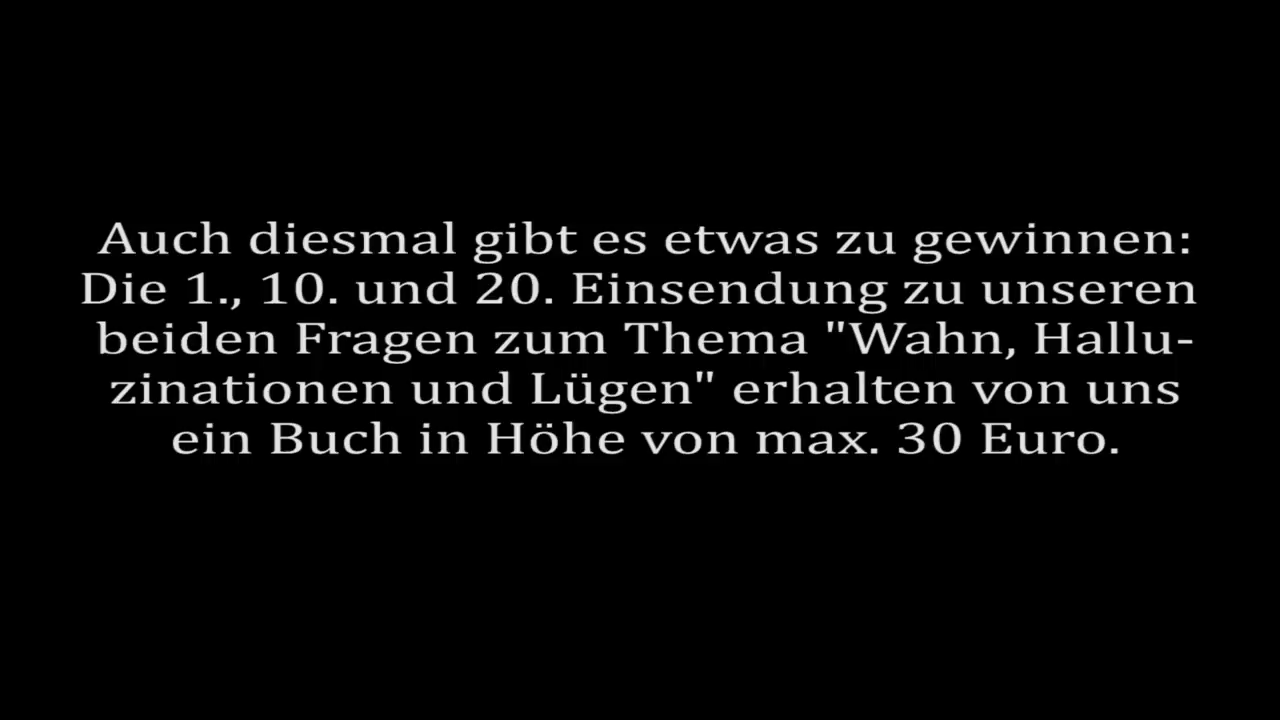 Auch diesmal gibt es etwas zu gewinnen:
Die 1., 10. und 20. Einsendung zu unseren
beiden Fragen zum Thema "Wahn, Hallu-
zinationen und Lügen" erhalten von uns
ein Buch in Höhe von max. 30 Euro.